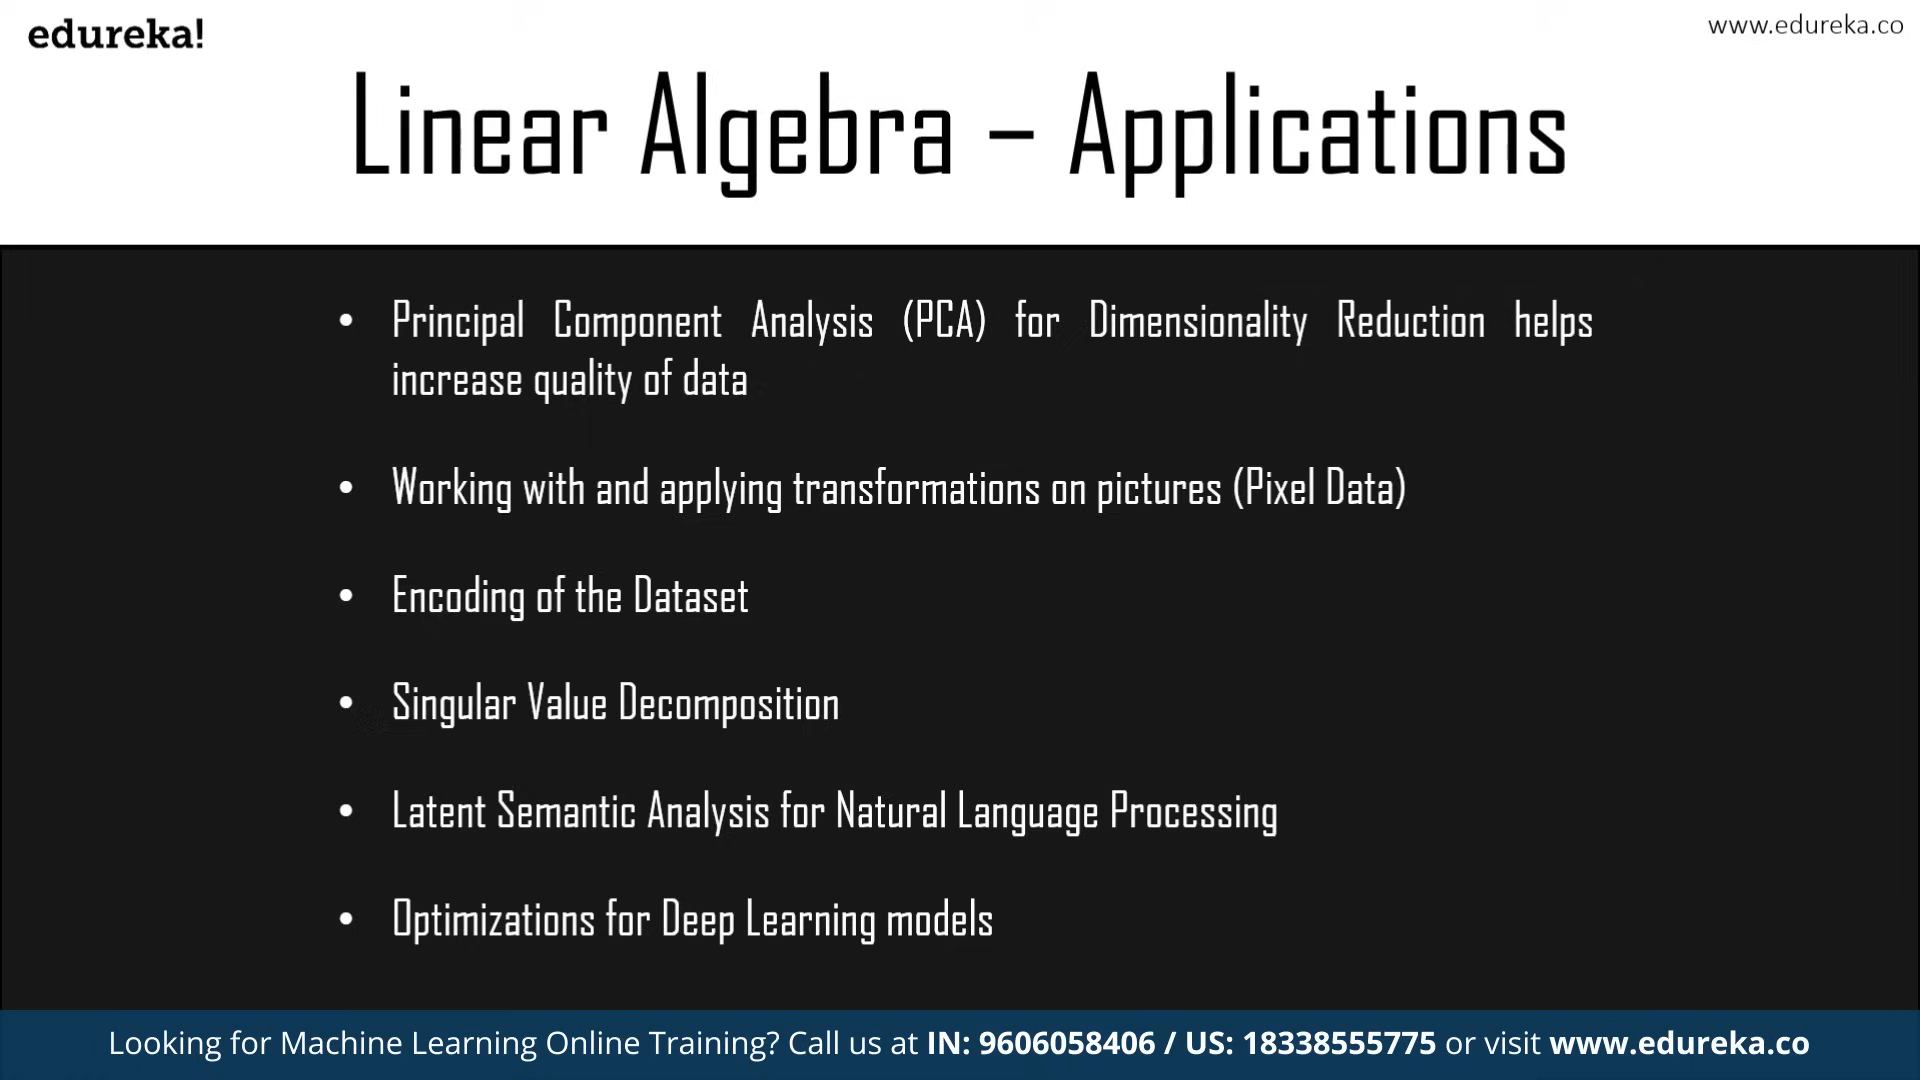 edureka!
www.edureka.co
Linear Algebra – Applications
• Principal Component Analysis (PCA) for Dimensionality Reduction helps
increase quality of data
• Working with and applying transformations on pictures (Pixel Data)
• Encoding of the Dataset
• Singular Value Decomposition
• Latent Semantic Analysis for Natural Language Processing
• Optimizations for Deep Learning models
Looking for Machine Learning Online Training? Call us at IN: 9606058406 / US: 18338555775 or visit www.edureka.co